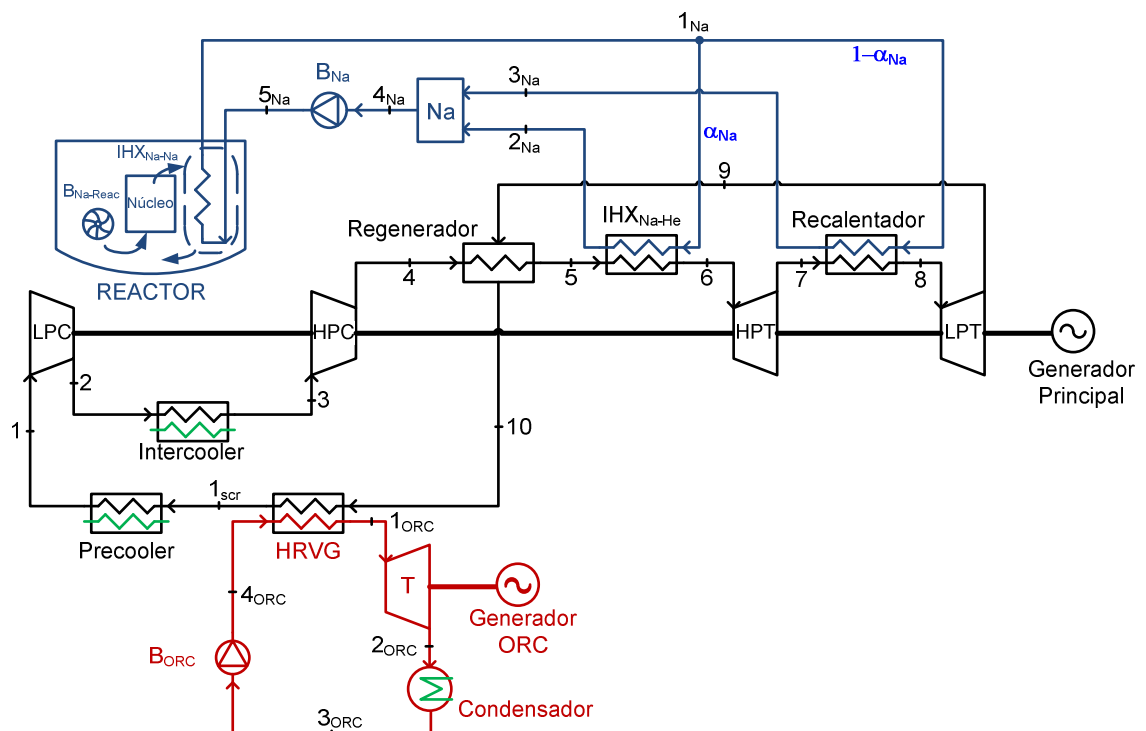 1Na
1−αNa
BNa
3Na
5Na
4Na
Na
2Na
αNa
IHXNa-Na
9
BNa-Reac
Núcleo
Regenerador
IHXNa-He
Recalentador
4
5
6
7
8
REACTOR
LPC
HPC
HPT
LPT
2
3
Generador
Principal
1
10
Intercooler
1scr
Precooler
HRVG
1ORC
T
4ORC
Generador
ORC
2ORC
BORC
Condensador
3ORC